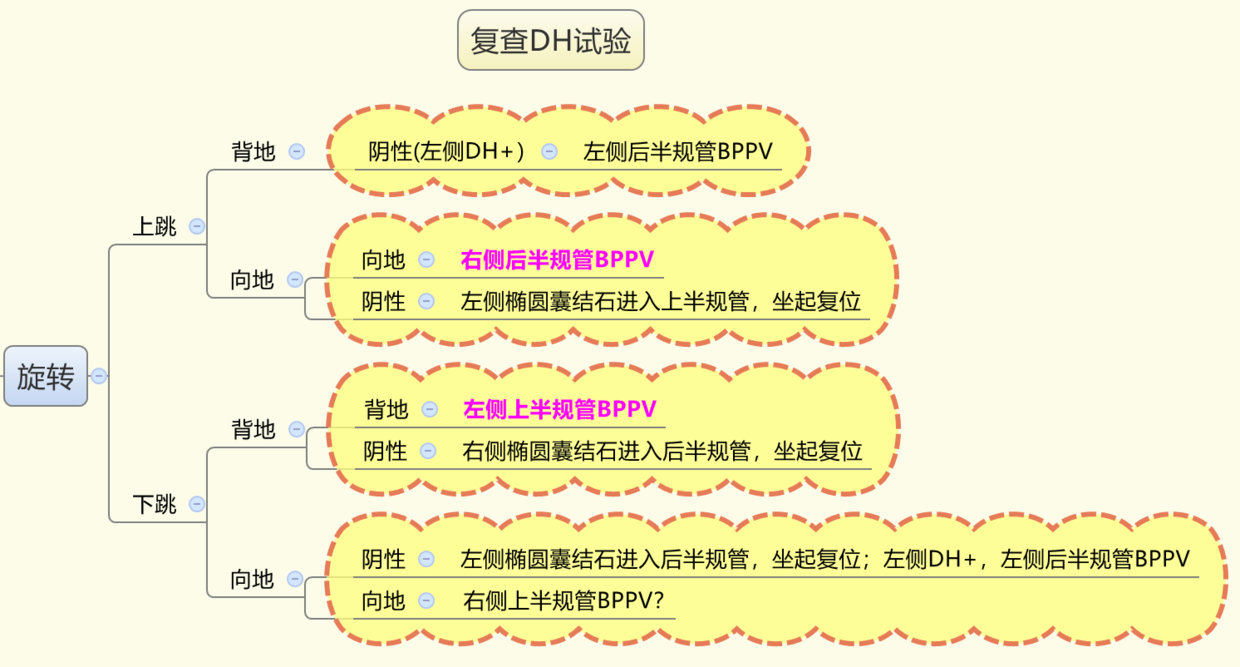 复查DH试验
背地
阴性(左侧DH+)
左侧后半规管BPPV
上跳
向地
右侧后半规管BPPV
向地
阴性
左侧椭圆囊结石进入上半规管，坐起复位
旋转
背地
左侧上半规管BPPV
背地
阴性
右侧椭圆囊结石进入后半规管，坐起复位
下跳
阴性
左侧椭圆囊结石进入后半规管，坐起复位；左侧DH+，左侧后半规管BPPV
向地
向地
右侧上半规管BPPV？